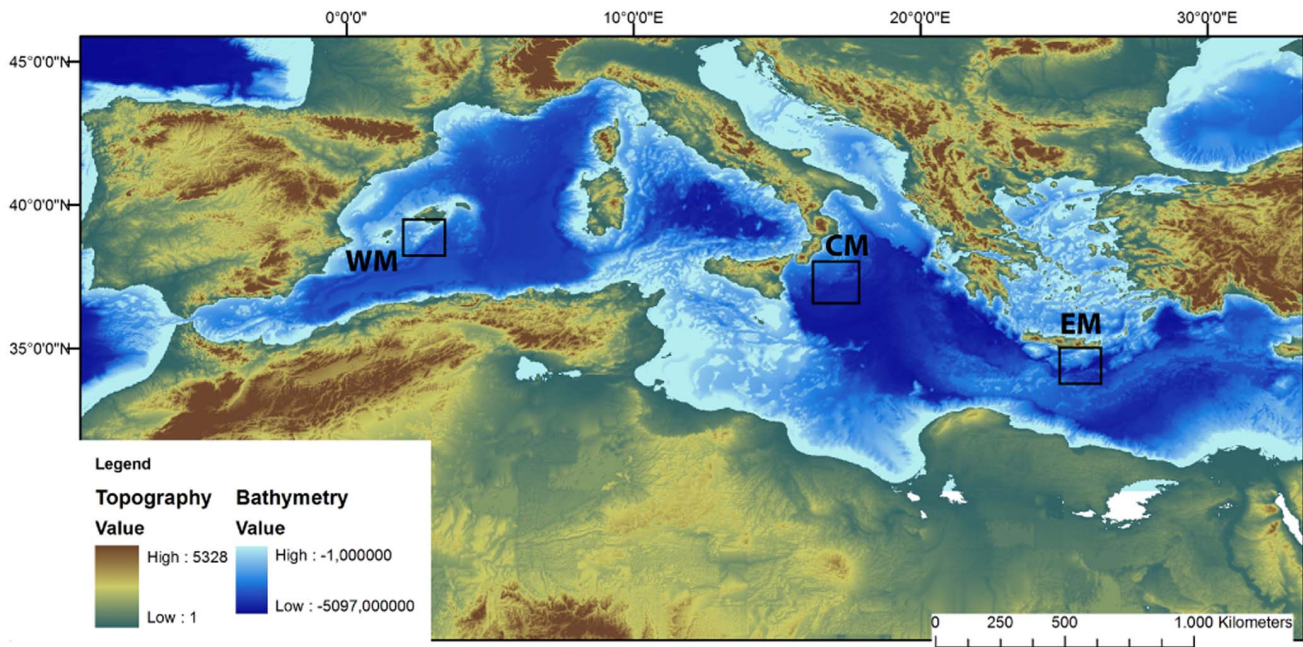 0°0'0" 10°0'0"E 20°0'0"E 30°0'0"E
45°0'0"N
40°0'0"N
35°0'0"N
WM
CM
EM
Legend
Topography Bathymetry
Value Value
High : 5328 High : -1,000000
Low : 1 Low : -5097,000000
0 250 500 1.000 Kilometers